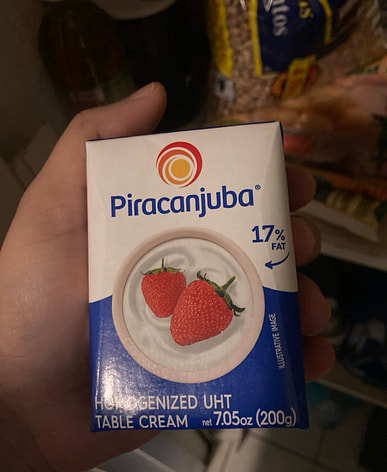 Piracanjuba®
17%
FAT
ILLUSTRATIVE IMAGE
HOMOGENIZED UHT
TABLE CREAM net 7.05oz (200g)